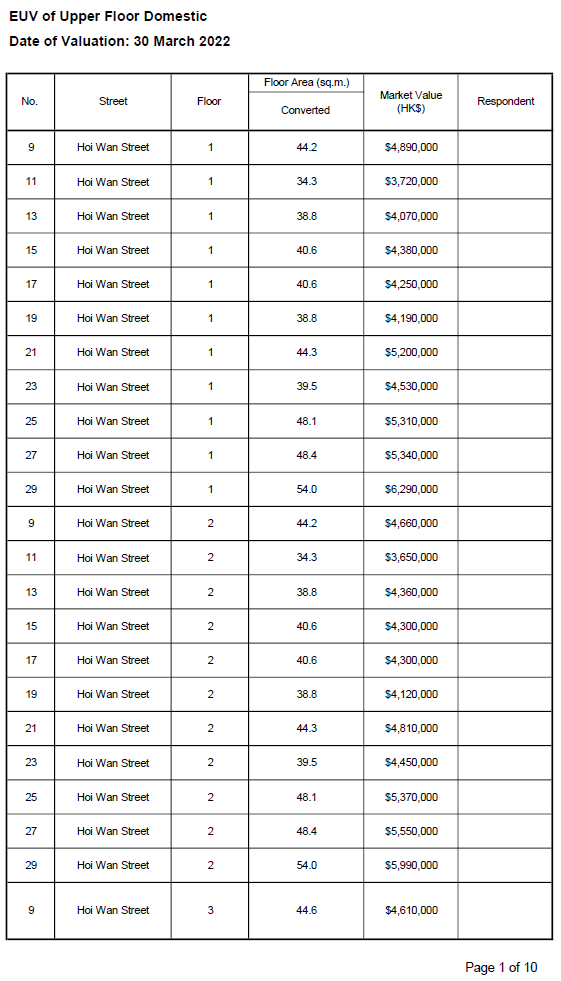 EUV of Upper Floor Domestic
Date of Valuation: 30 March 2022
No. Street Floor Floor Area (sq.m.) Converted Market Value (HK$) Respondent
9 Hoi Wan Street 1 44.2 $4,890,000
11 Hoi Wan Street 1 34.3 $3,720,000
13 Hoi Wan Street 1 38.8 $4,070,000
15 Hoi Wan Street 1 40.6 $4,380,000
17 Hoi Wan Street 1 40.6 $4,250,000
19 Hoi Wan Street 1 38.8 $4,190,000
21 Hoi Wan Street 1 44.3 $5,200,000
23 Hoi Wan Street 1 39.5 $4,530,000
25 Hoi Wan Street 1 48.1 $5,310,000
27 Hoi Wan Street 1 48.4 $5,340,000
29 Hoi Wan Street 1 54.0 $6,290,000
9 Hoi Wan Street 2 44.2 $4,660,000
11 Hoi Wan Street 2 34.3 $3,650,000
13 Hoi Wan Street 2 38.8 $4,360,000
15 Hoi Wan Street 2 40.6 $4,300,000
17 Hoi Wan Street 2 40.6 $4,300,000
19 Hoi Wan Street 2 38.8 $4,120,000
21 Hoi Wan Street 2 44.3 $4,810,000
23 Hoi Wan Street 2 39.5 $4,450,000
25 Hoi Wan Street 2 48.1 $5,370,000
27 Hoi Wan Street 2 48.4 $5,550,000
29 Hoi Wan Street 2 54.0 $5,990,000
9 Hoi Wan Street 3 44.6 $4,610,000
Page 1 of 10